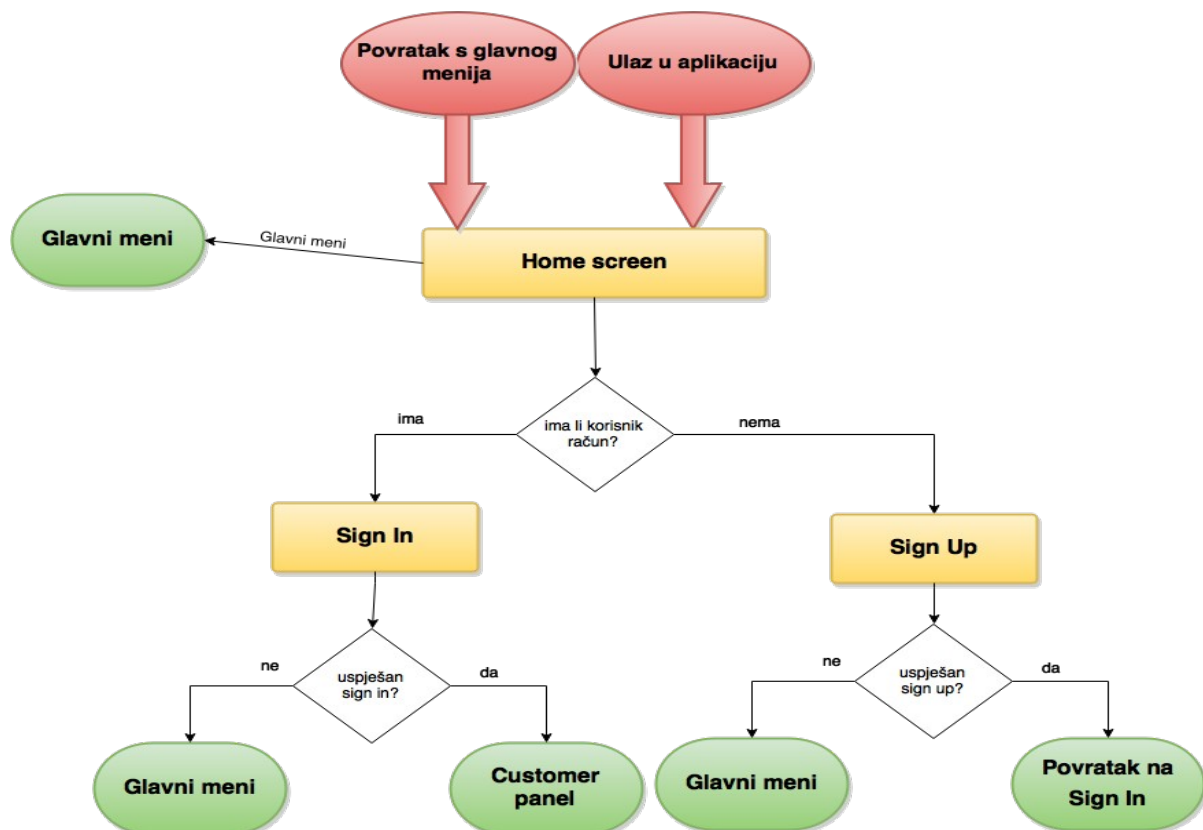 Povratak s glavnog
menija
Ulaz u aplikaciju
Glavni meni
Glavni meni
Home screen
ima
ima li korisnik
račun?
nema
Sign In
Sign Up
ne
uspješan
sign in?
da
ne
uspješan
sign up?
da
Glavni meni
Customer
panel
Glavni meni
Povratak na
Sign In